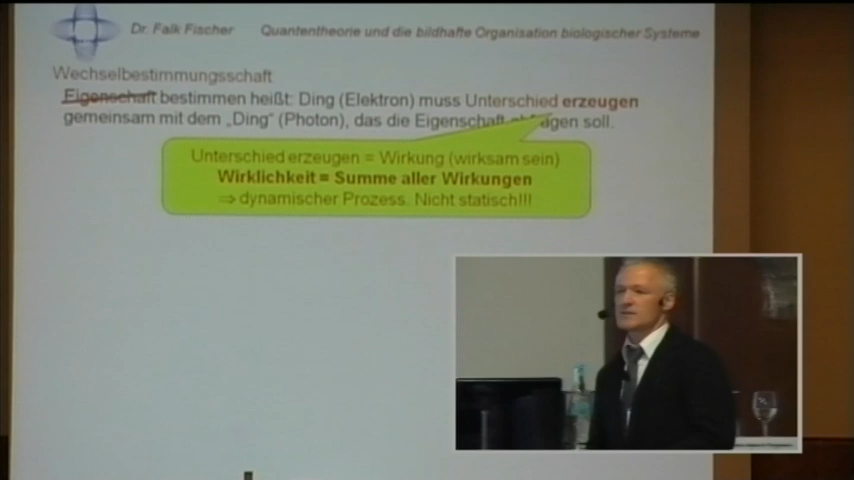 Dr. Falk Fischer Quantentheorie und die bildhafte Organisation biologischer Systeme
Wechselbestimmungsschaft
Eigenschaft bestimmen heißt: Ding (Elektron) muss Unterschied erzeugen
gemeinsam mit dem „Ding" (Photon), das die Eigenschaft soll.
Unterschied erzeugen = Wirkung (wirksam sein)
Wirklichkeit = Summe aller Wirkungen
⇒ dynamischer Prozess. Nicht statisch!!!